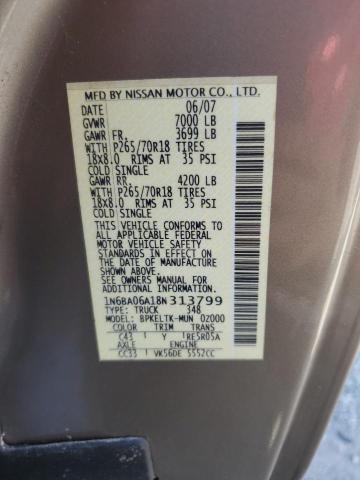 MFD BY NISSAN MOTOR CO., LTD.
DATE 06/07
GVWR 7000 LB
GAWR FR. 3699 LB
WITH P265/70R18 TIRES
18x8.0 RIMS AT 35 PSI
COLD SINGLE
GAWR RR. 4200 LB
WITH P265/70R18 TIRES
18x8.0 RIMS AT 35 PSI
COLD SINGLE
THIS VEHICLE CONFORMS TO
ALL APPLICABLE FEDERAL
MOTOR VEHICLE SAFETY
STANDARDS IN EFFECT ON
THE DATE OF MANUFACTURE
SHOWN ABOVE.
SEE OWNERS MANUAL FOR
ADDITIONAL INFORMATION.
1N6BA06A18N313799
TYPE: TRUCK 348
MODEL: BPKELTK-MUN 02000
COLOR TRIM TRANS
C43 Y RE5R05A
AXLE ENGINE
CC33 VK56DE 5552CC